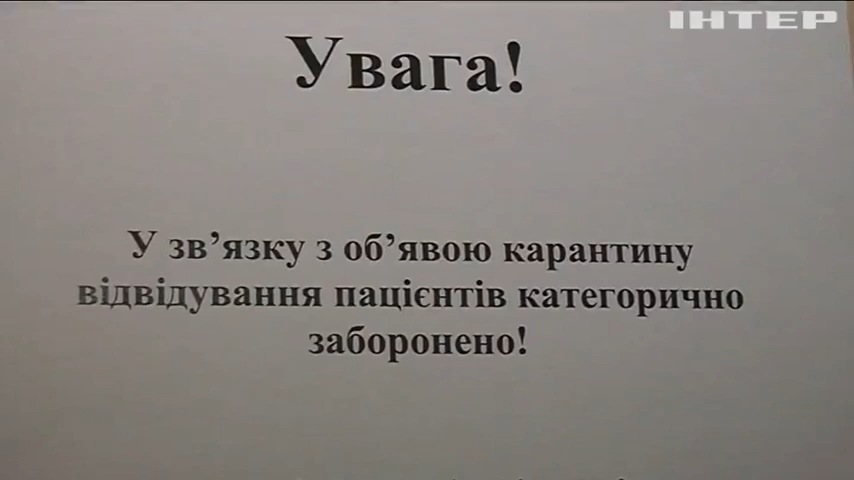 ІНТЕР
Увага!
У зв’язку з об’явою карантину
відвідування пацієнтів категорично
заборонено!